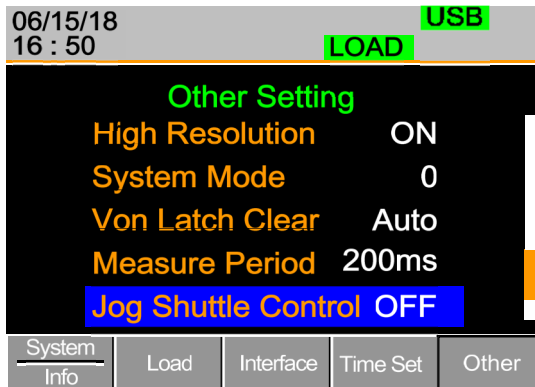 06/15/18 USB
16 : 50 LOAD
Other Setting
High Resolution ON
System Mode 0
Von Latch Clear Auto
Measure Period 200ms
Jog Shuttle Control OFF
System Load Interface Time Set Other
Info